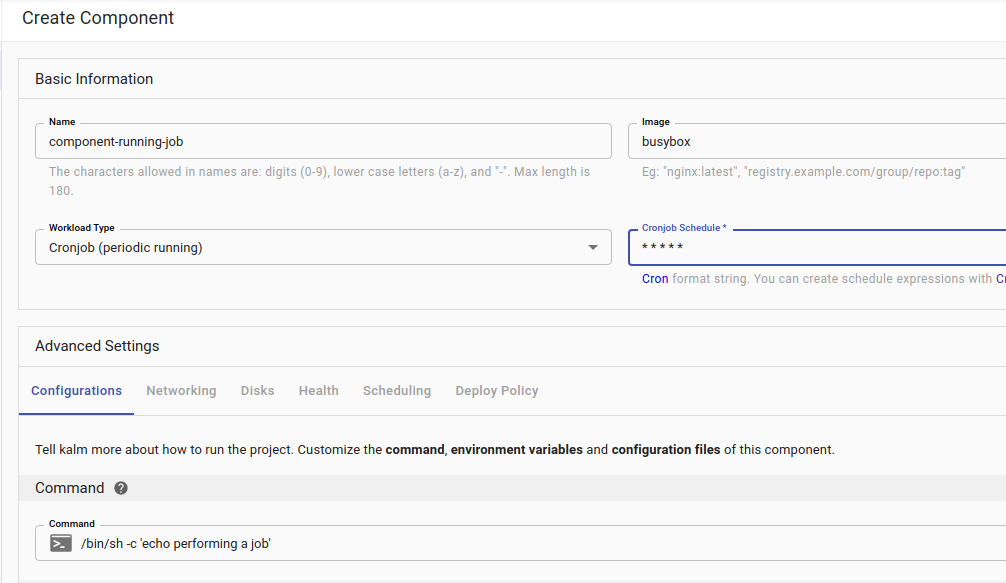 Create Component
Basic Information
Name
component-running-job
The characters allowed in names are: digits (0-9), lower case letters (a-z), and "-". Max length is
180.
Image
busybox
Eg: "nginx:latest", "registry.example.com/group/repo:tag"
Workload Type
Cronjob (periodic running)
Cronjob Schedule *
* * * * *
Cron format string. You can create schedule expressions with
Advanced Settings
Configurations Networking Disks Health Scheduling Deploy Policy
Tell kalm more about how to run the project. Customize the command, environment variables and configuration files of this component.
Command ?
Command
>_ /bin/sh -c 'echo performing a job'